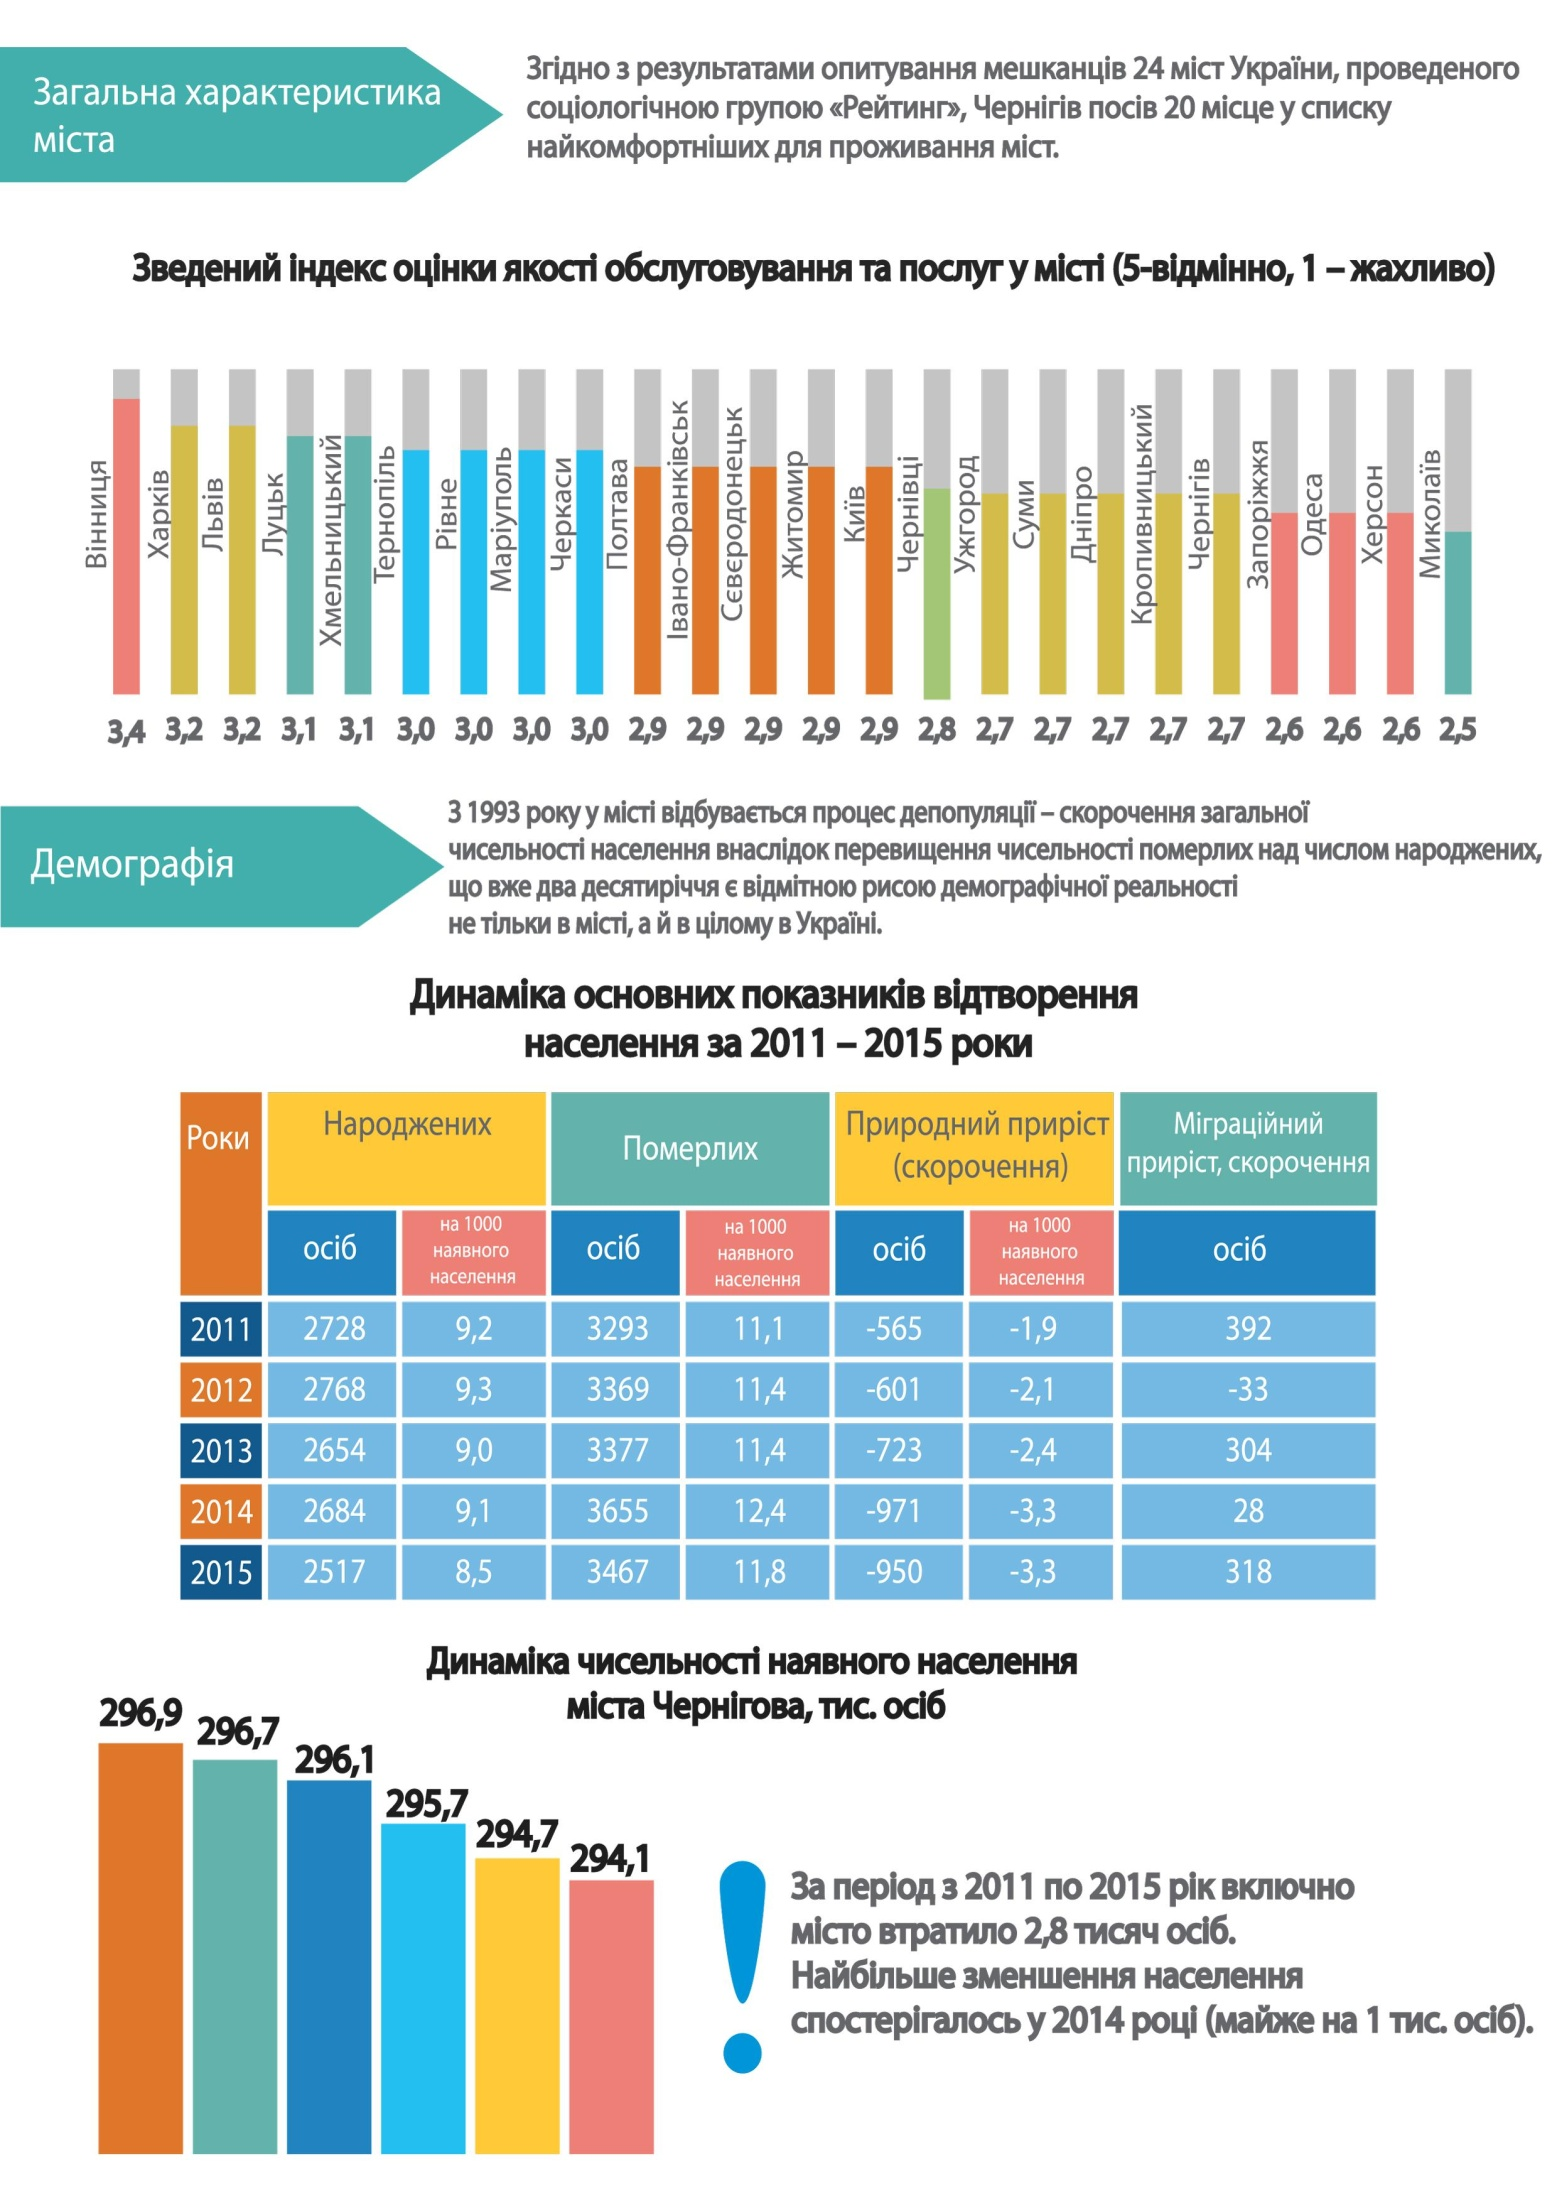 Загальна характеристика
міста
Згідно з результатами опитування мешканців 24 міст України, проведеного
соціологічною групою «Рейтинг», Чернігів посів 20 місце у списку
найкомфортніших для проживання міст.
Зведений індекс оцінки якості обслуговування та послуг у місті (5-відмінно, 1 – жахливо)
Вінниця
Харків
Львів
Луцьк
Хмельницький
Тернопіль
Рівне
Маріуполь
Черкаси
Полтава
Івано-Франківськ
Сєвєродонецьк
Житомир
Київ
Чернівці
Ужгород
Суми
Дніпро
Кропивницький
Чернігів
Запоріжжя
Одеса
Херсон
Миколаїв
3,4 3,2 3,2 3,1 3,1 3,0 3,0 3,0 3,0 2,9 2,9 2,9 2,9 2,9 2,8 2,7 2,7 2,7 2,7 2,7 2,6 2,6 2,6 2,5
Демографія
З 1993 року у місті відбувається процес депопуляції – скорочення загальної
чисельності населення внаслідок перевищення чисельності померлих над числом народжених,
що вже два десятиріччя є відмітною рисою демографічної реальності
не тільки в місті, а й в цілому в Україні.
Динаміка основних показників відтворення
населення за 2011 – 2015 роки
Роки
Народжених
Померлих
Природний приріст
(скорочення)
Міграційний
приріст, скорочення
осіб
на 1000
наявного
населення
осіб
на 1000
наявного
населення
осіб
на 1000
наявного
населення
осіб
2011 2728 9,2 3293 11,1 -565 -1,9 392
2012 2768 9,3 3369 11,4 -601 -2,1 -33
2013 2654 9,0 3377 11,4 -723 -2,4 304
2014 2684 9,1 3655 12,4 -971 -3,3 28
2015 2517 8,5 3467 11,8 -950 -3,3 318
Динаміка чисельності наявного населення
міста Чернігова, тис. осіб
296,9
296,7
296,1
295,7
294,7
294,1
За період з 2011 по 2015 рік включно
місто втратило 2,8 тисяч осіб.
Найбільше зменшення населення
спостерігалось у 2014 році (майже на 1 тис. осіб).